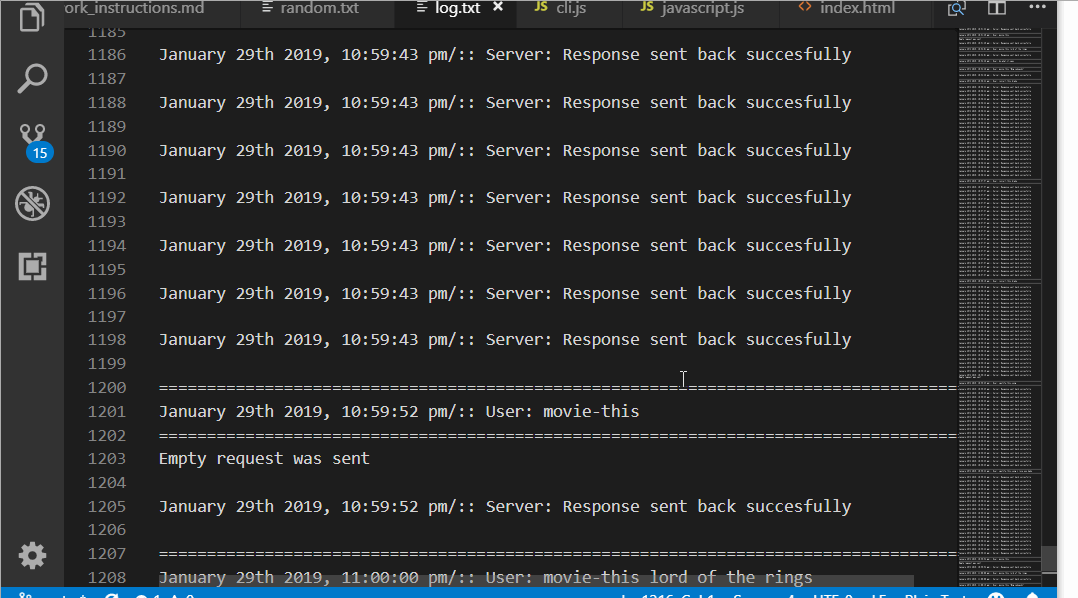 ork_instructions.md random.txt log.txt × JS cli.js JS javascript.js <> index.html
1185
1186 January 29th 2019, 10:59:43 pm/:: Server: Response sent back succesfully
1187
1188 January 29th 2019, 10:59:43 pm/:: Server: Response sent back succesfully
1189
1190 January 29th 2019, 10:59:43 pm/:: Server: Response sent back succesfully
1191
1192 January 29th 2019, 10:59:43 pm/:: Server: Response sent back succesfully
1193
1194 January 29th 2019, 10:59:43 pm/:: Server: Response sent back succesfully
1195
1196 January 29th 2019, 10:59:43 pm/:: Server: Response sent back succesfully
1197
1198 January 29th 2019, 10:59:43 pm/:: Server: Response sent back succesfully
1199
1200 ===================================================================================
1201 January 29th 2019, 10:59:52 pm/:: User: movie-this
1202 ===================================================================================
1203 Empty request was sent
1204
1205 January 29th 2019, 10:59:52 pm/:: Server: Response sent back succesfully
1206
1207 ===================================================================================
1208 January 29th 2019, 11:00:00 pm/:: User: movie-this lord of the rings
15